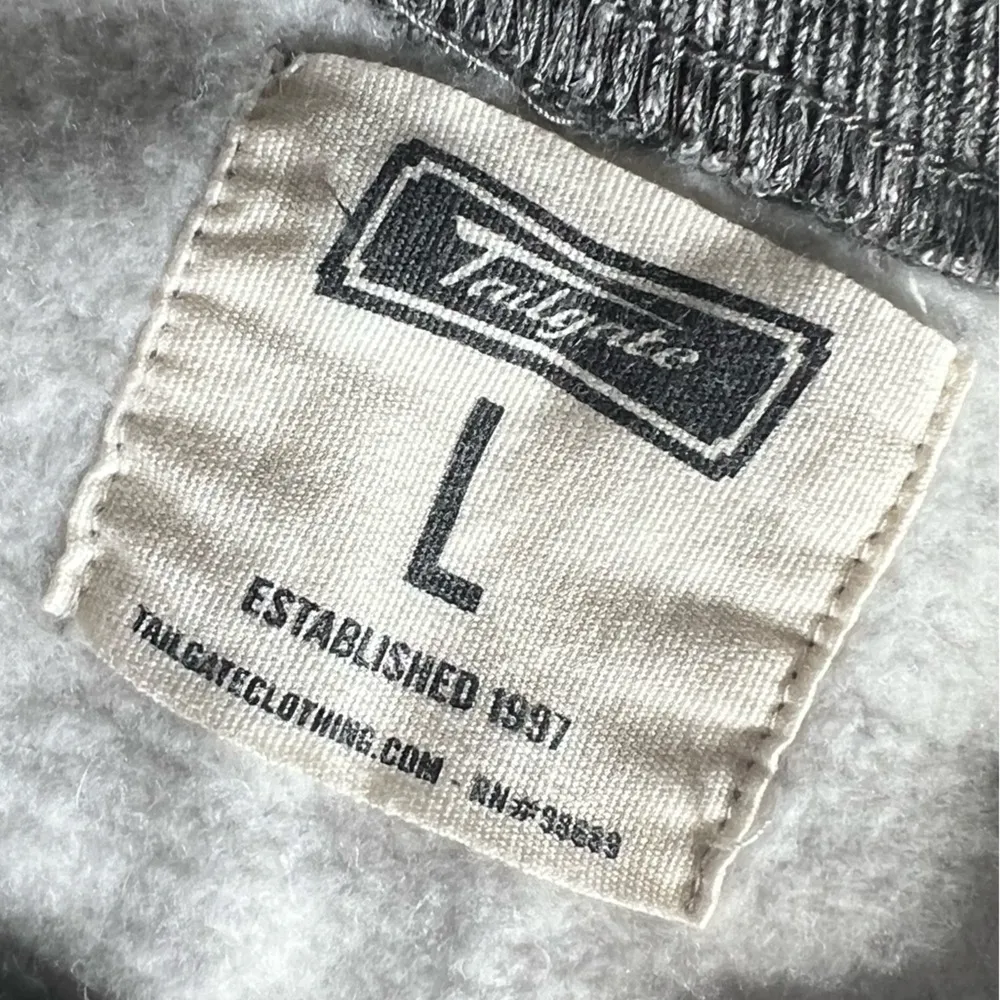 Tailgate
L
ESTABLISHED 1997
TAILGATECLOTHING.COM - RN#